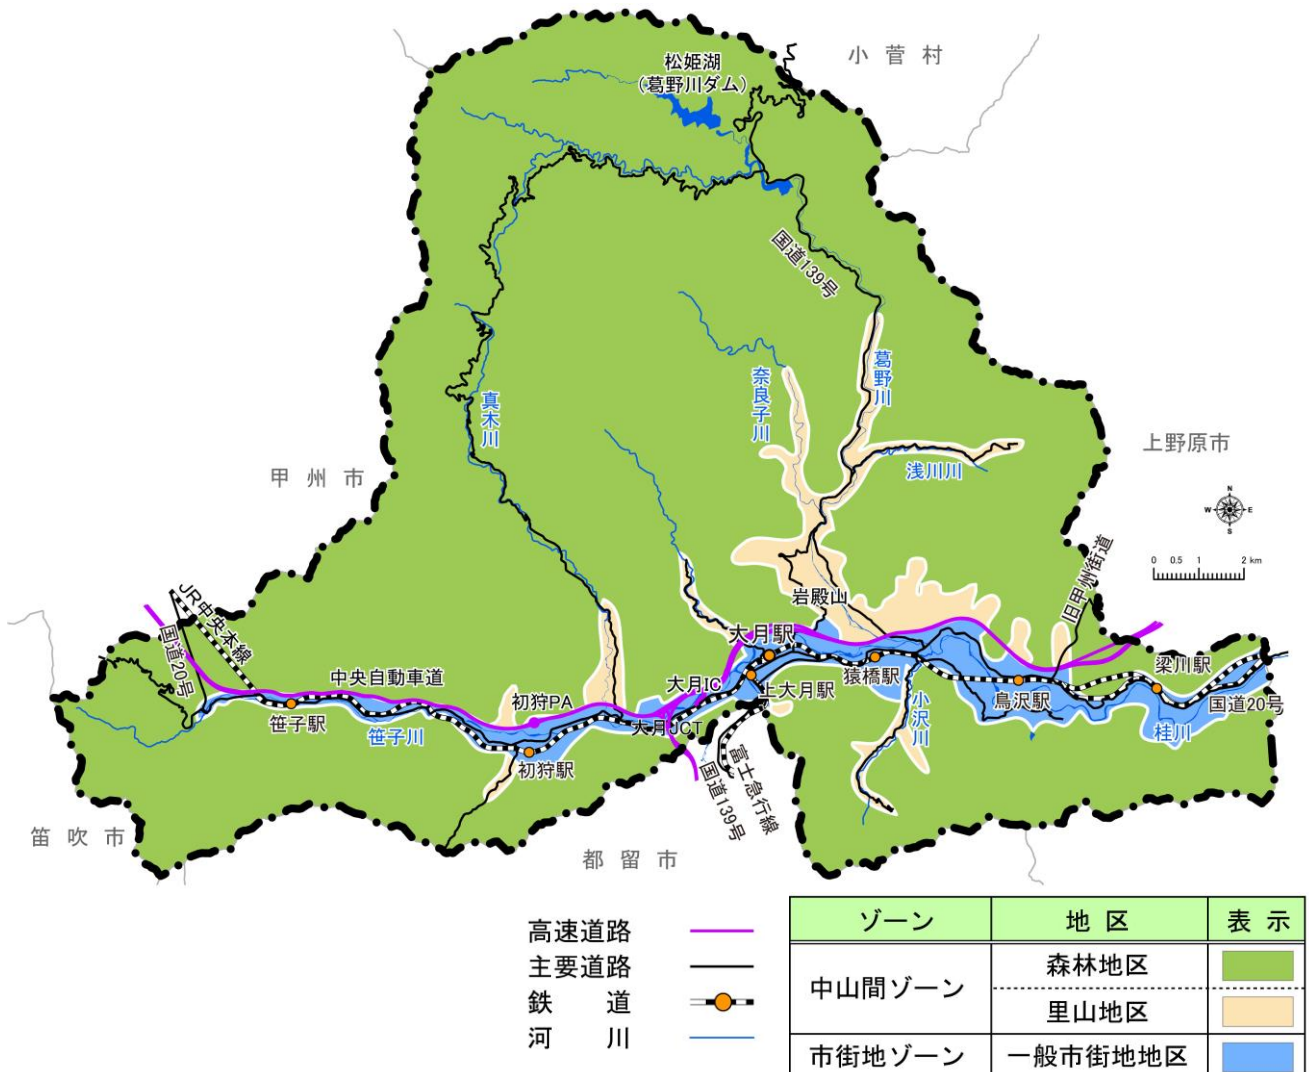 小菅村
松姫湖
(葛野川ダム)
国道139号
葛野川
奈良子川
真木川
浅川川
上野原市
甲州市
N
W
E
S
0 0.5 1 2 km
旧甲州街道
岩殿山
JR中央本線
国道20号
大月駅
梁川駅
中央自動車道
大月IC
上大月駅
猿橋駅
鳥沢駅
国道20号
初狩PA
笹子駅
笹子川
大月JCT
小沢川
桂川
初狩駅
富士急行線
国道139号
笛吹市
都留市
高速道路
主要道路
鉄道
河川
ゾーン 地区 表示
中山間ゾーン 森林地区
里山地区
市街地ゾーン 一般市街地地区